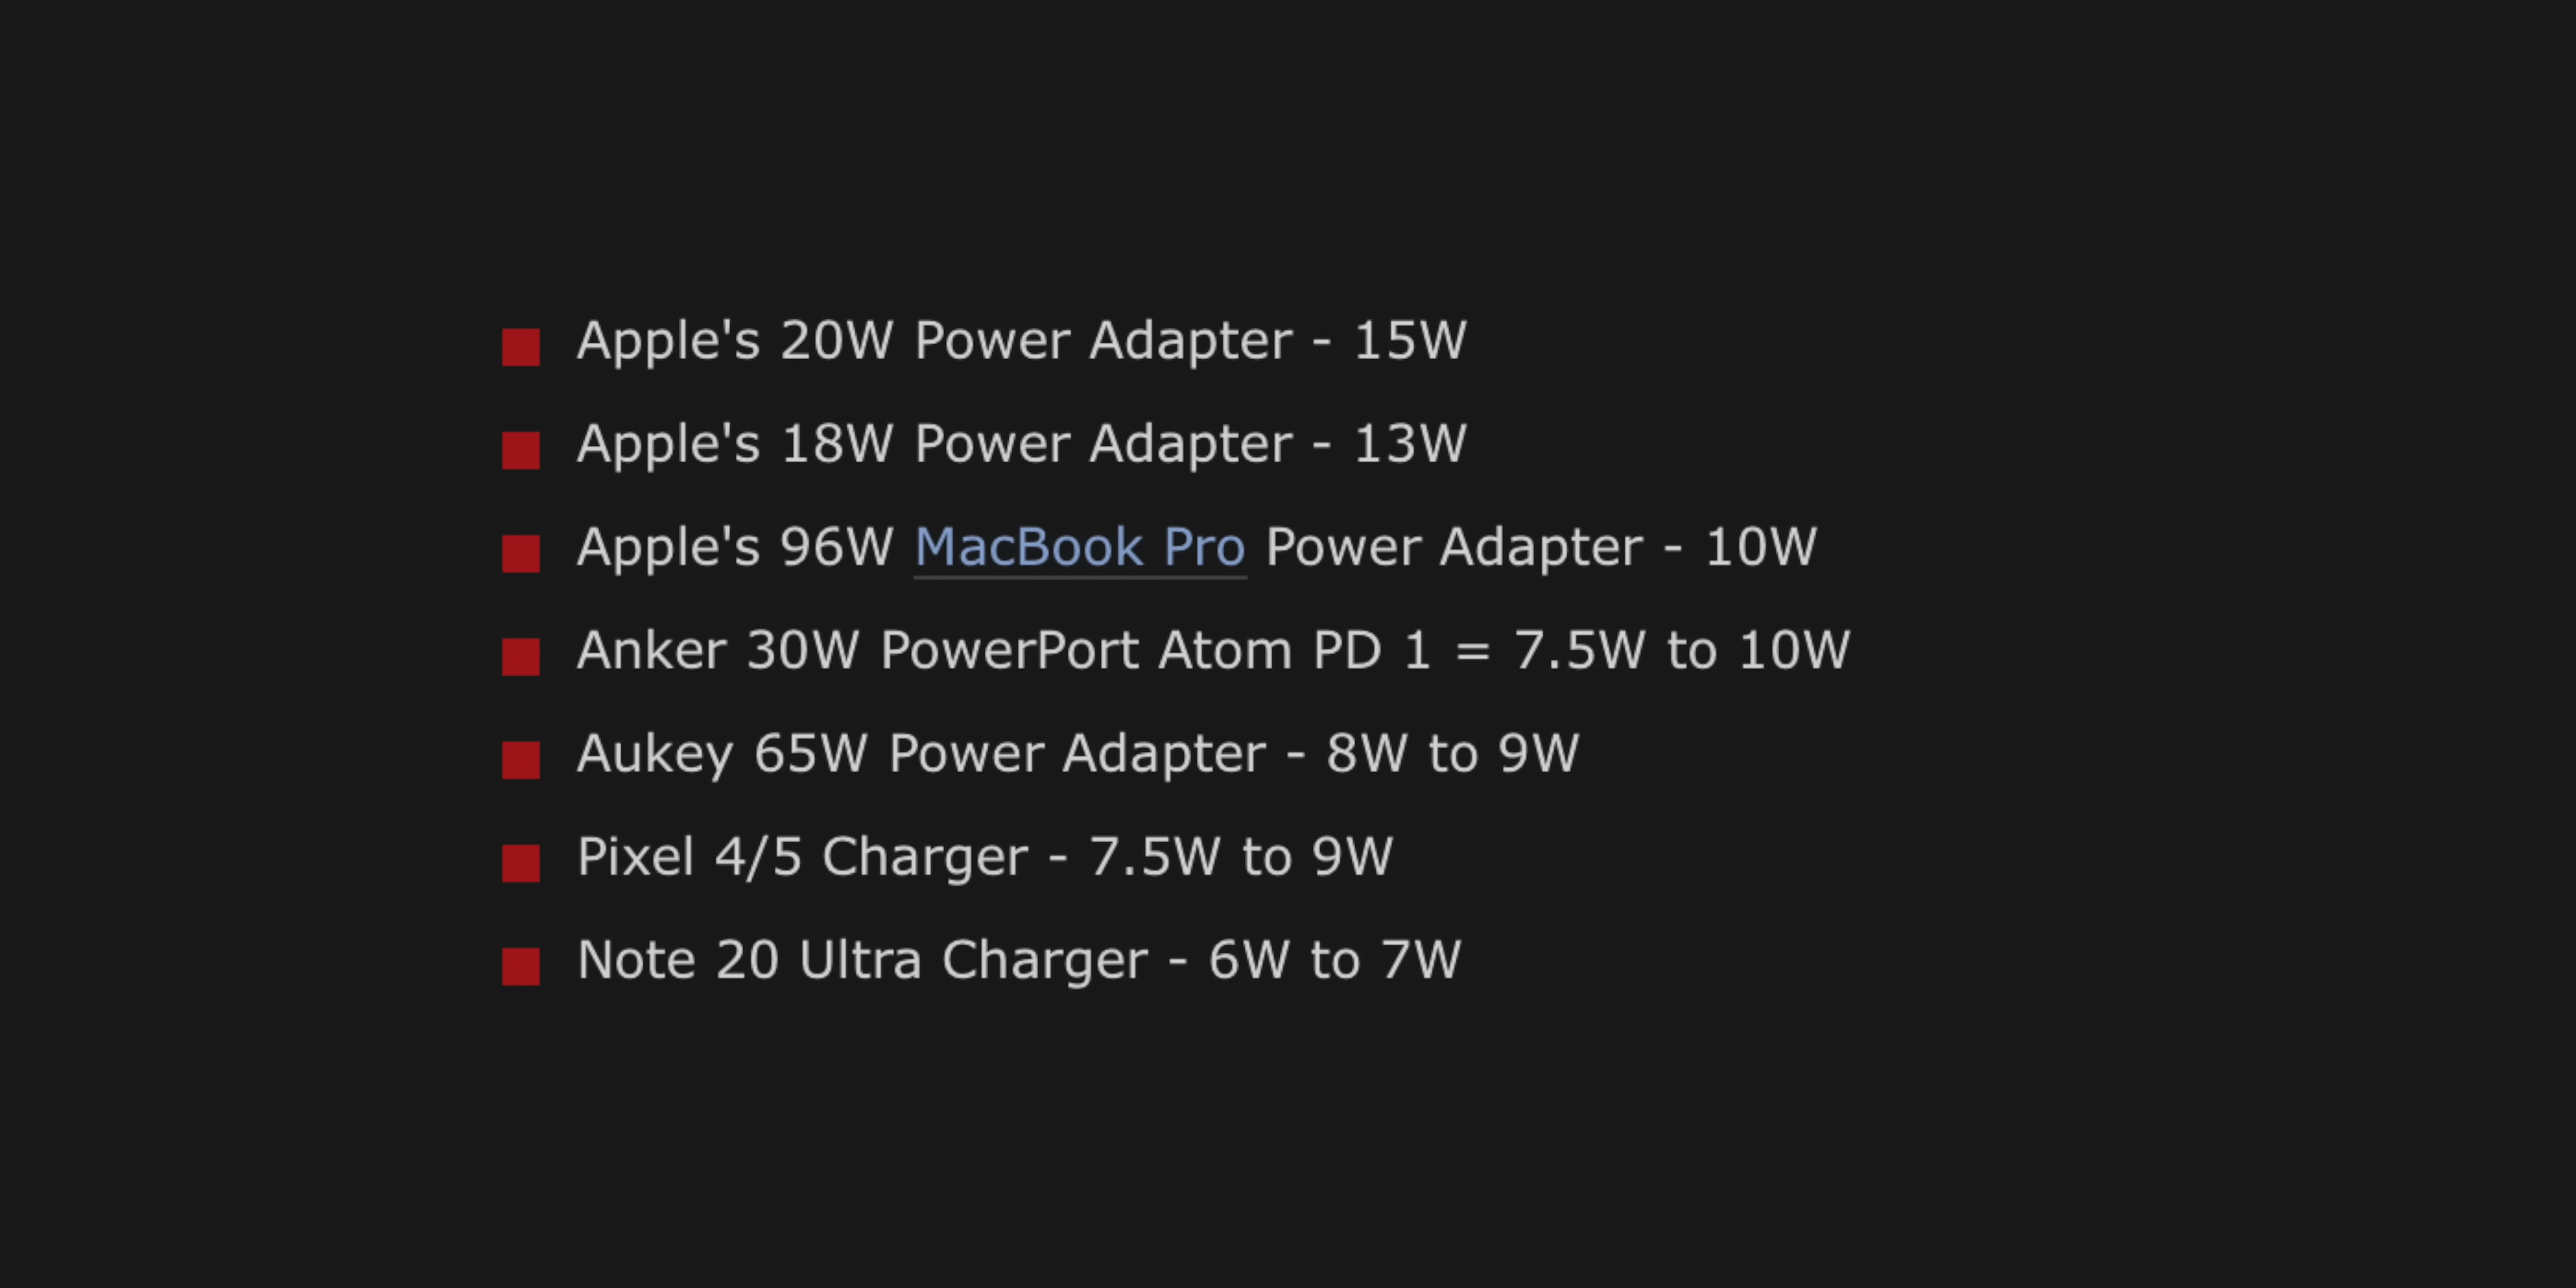 Apple's 20W Power Adapter - 15W
Apple's 18W Power Adapter - 13W
Apple's 96W MacBook Pro Power Adapter - 10W
Anker 30W PowerPort Atom PD 1 = 7.5W to 10W
Aukey 65W Power Adapter - 8W to 9W
Pixel 4/5 Charger - 7.5W to 9W
Note 20 Ultra Charger - 6W to 7W